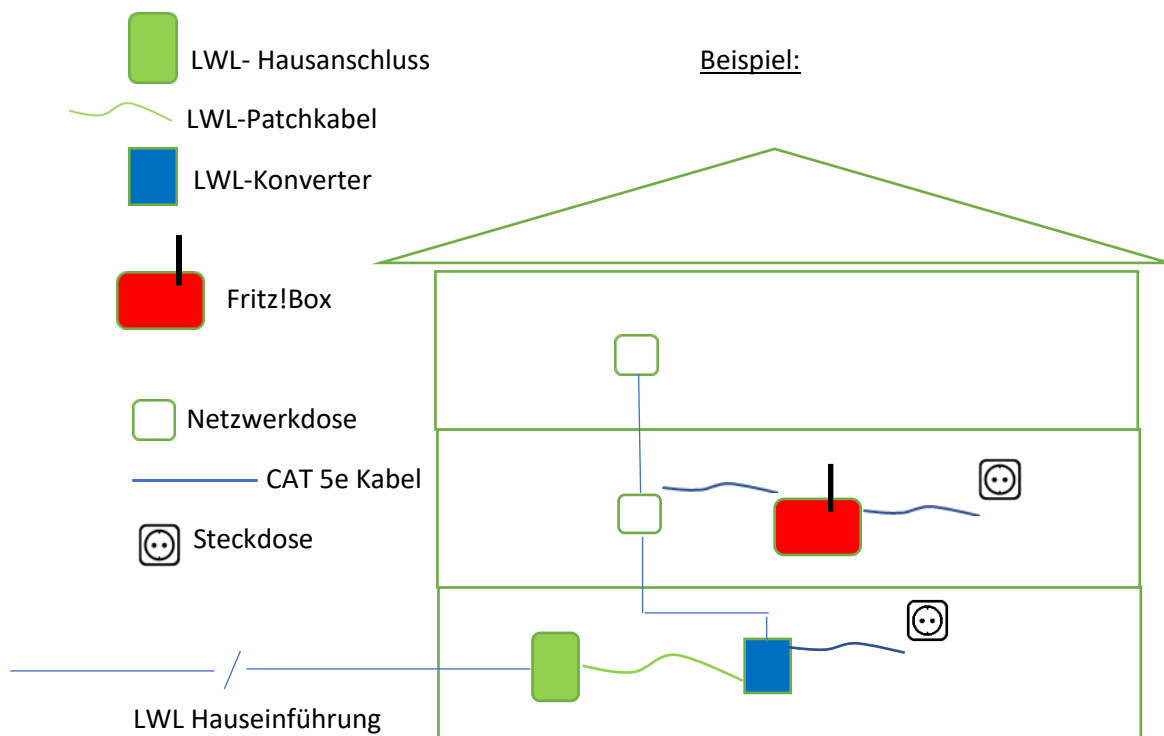 LWL- Hausanschluss
Beispiel:
LWL-Patchkabel
LWL-Konverter
Fritz!Box
Netzwerkdose
CAT 5e Kabel
Steckdose
LWL Hauseinführung